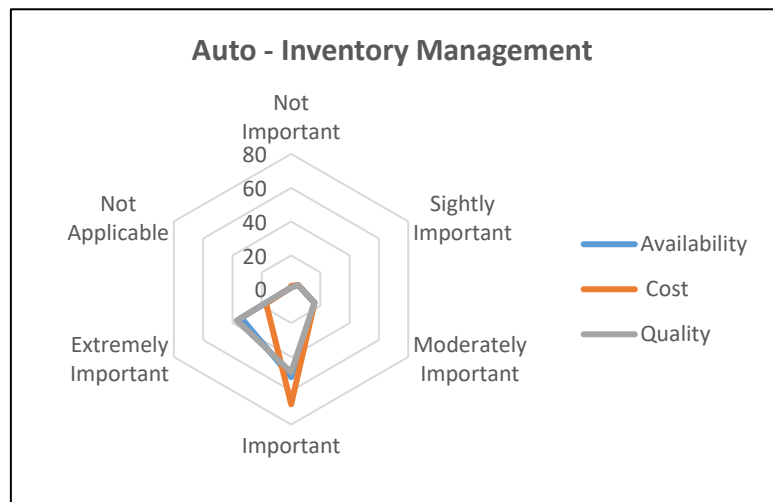 Auto - Inventory Management
Not
Important
80
60
40
20
0
Sightly
Important
Moderately
Important
Important
Extremely
Important
Not
Applicable
Availability
Cost
Quality